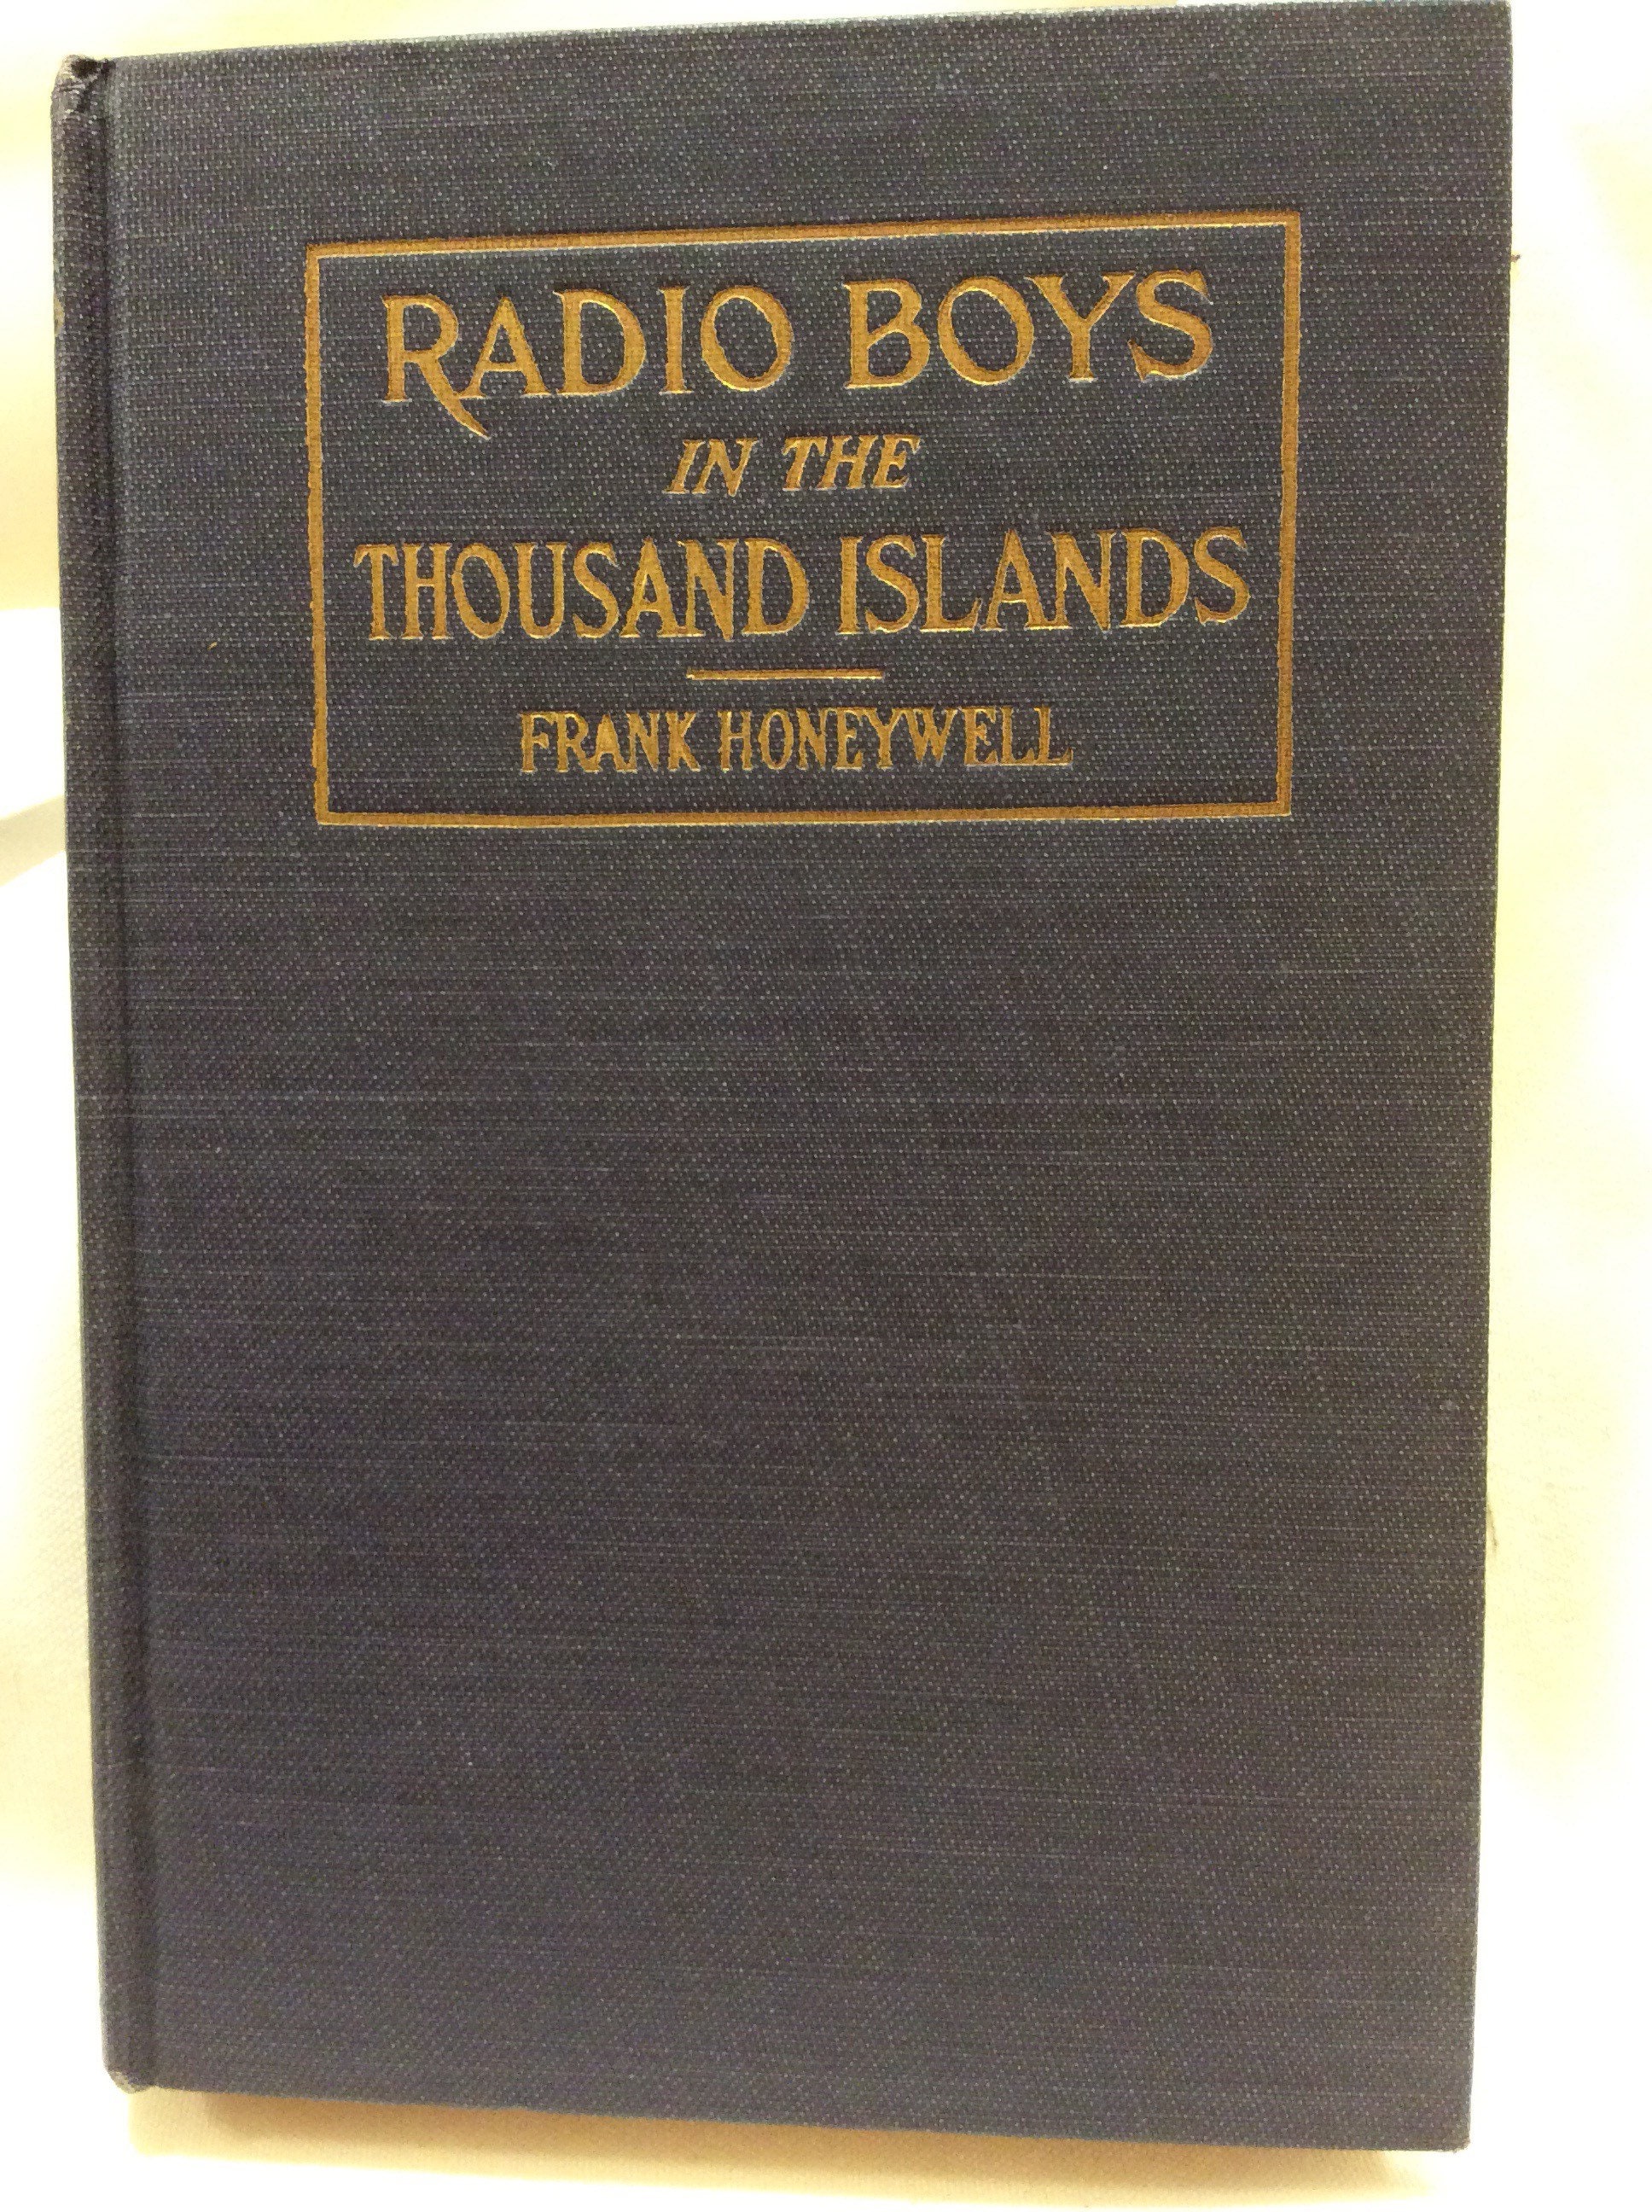 RADIO BOYS
IN THE
THOUSAND ISLANDS
FRANK HONEYWELL